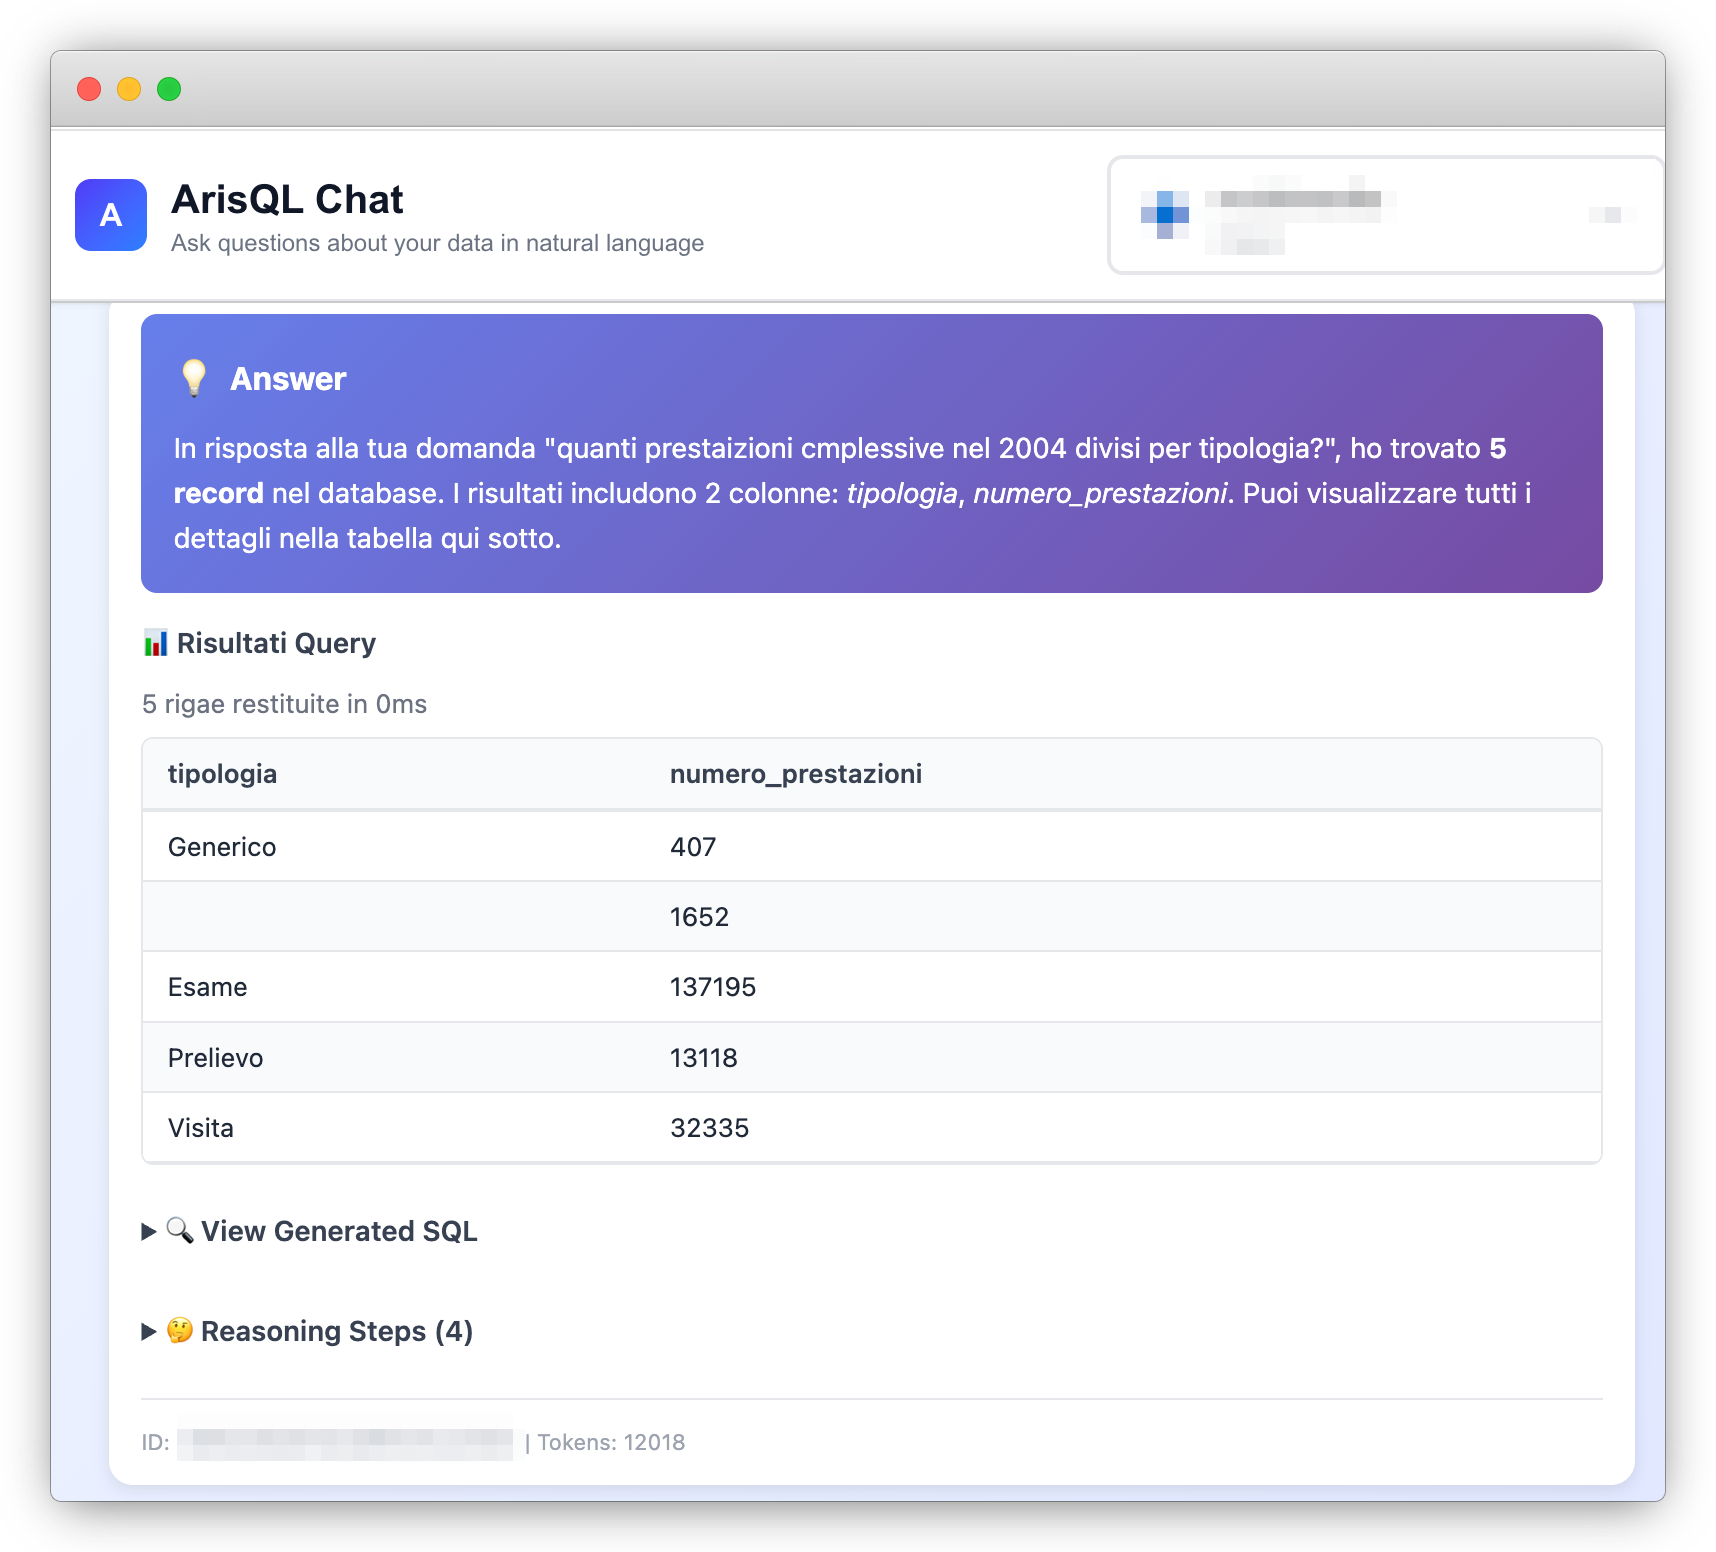 A
ArisQL Chat
Ask questions about your data in natural language
💡 Answer
In risposta alla tua domanda "quanti prestaizioni cmplessive nel 2004 divisi per tipologia?", ho trovato 5
record nel database. I risultati includono 2 colonne: tipologia, numero_prestazioni. Puoi visualizzare tutti i
dettagli nella tabella qui sotto.
📊 Risultati Query
5 rigae restituite in 0ms
tipologia numero_prestazioni
Generico 407
1652
Esame 137195
Prelievo 13118
Visita 32335
▶ 🔍 View Generated SQL
▶ 🤔 Reasoning Steps (4)
ID: | Tokens: 12018